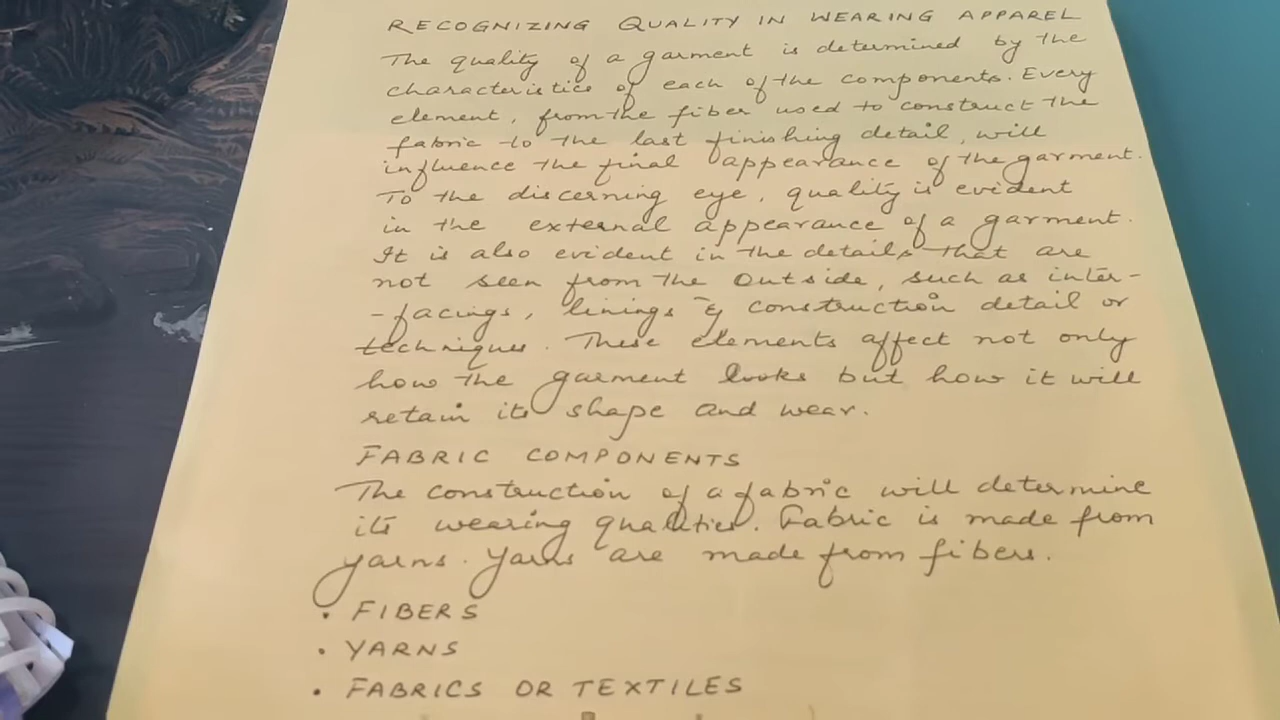 RECOGNIZING QUALITY IN WEARING APPAREL
The quality of a garment is determined by the
characteristics of each of the components. Every
element, from the fiber used to construct the
fabric to the last finishing detail, will
influence the final appearance of the garment.
To the discerning eye, quality is evident
in the external appearance of a garment.
It is also evident in the details that are
not seen from the outside, such as inter-
-facings, linings & construction detail or
techniques. These elements affect not only
how the garment looks but how it will
retain its shape and wear.
FABRIC COMPONENTS
The construction of a fabric will determine
its wearing qualities. Fabric is made from
yarns. Yarns are made from fibers.
• FIBERS
• YARNS
• FABRICS OR TEXTILES